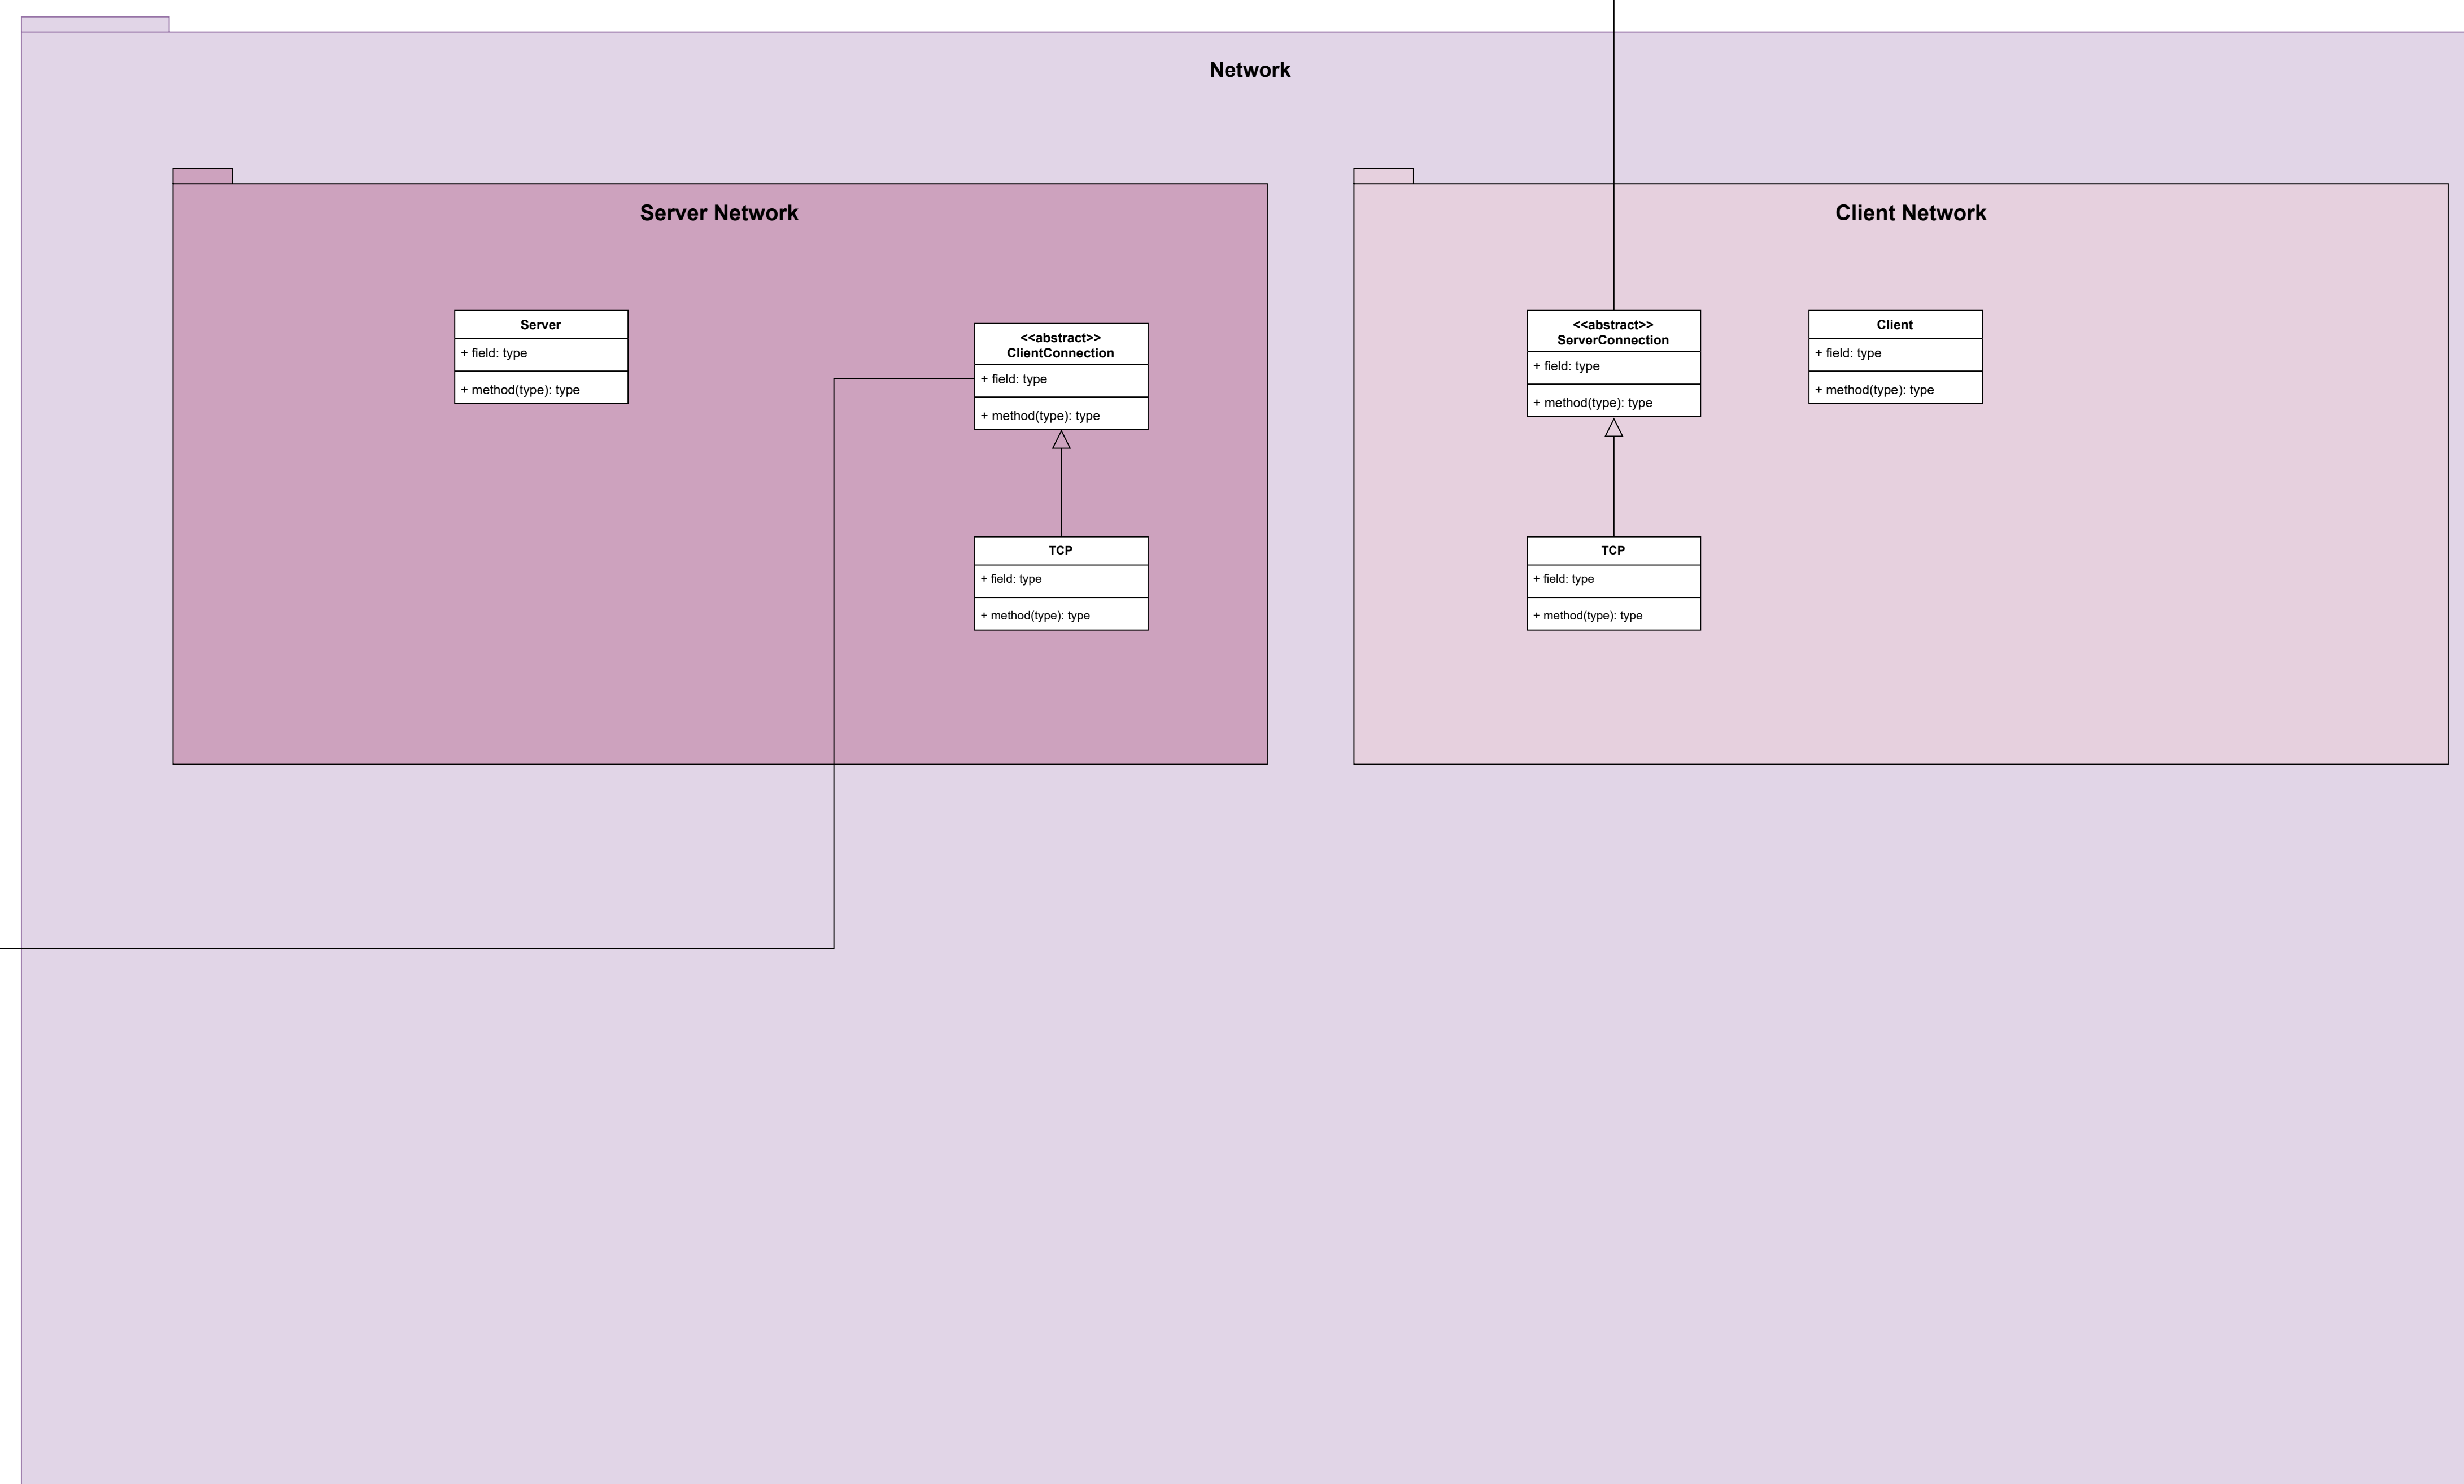 Network
Server Network
Server
+ field: type
+ method(type): type
<<abstract>>
ClientConnection
+ field: type
+ method(type): type
TCP
+ field: type
+ method(type): type
Client Network
<<abstract>>
ServerConnection
+ field: type
+ method(type): type
Client
+ field: type
+ method(type): type
TCP
+ field: type
+ method(type): type